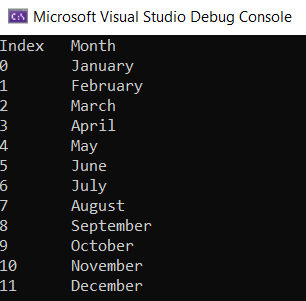 Microsoft Visual Studio Debug Console
Index Month
0 January
1 February
2 March
3 April
4 May
5 June
6 July
7 August
8 September
9 October
10 November
11 December